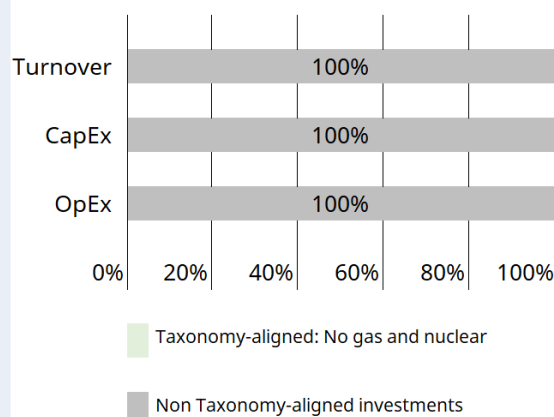 Turnover 100%
CapEx 100%
OpEx 100%
0% 20% 40% 60% 80% 100%
Taxonomy-aligned: No gas and nuclear
Non Taxonomy-aligned investments